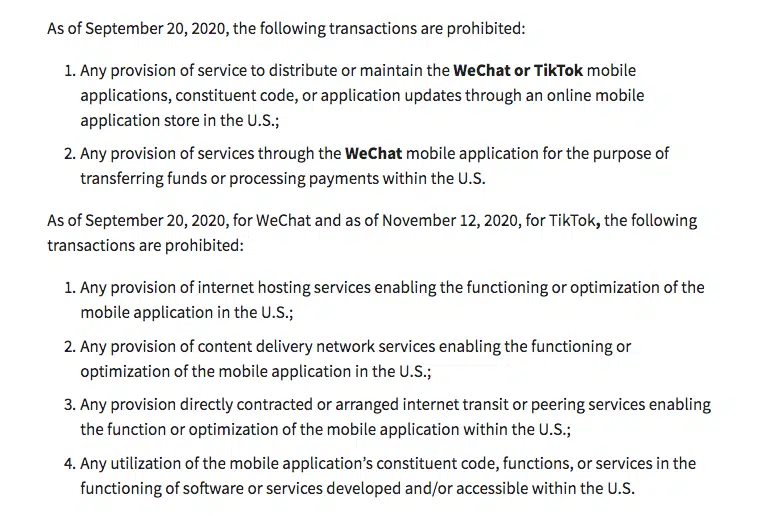 As of September 20, 2020, the following transactions are prohibited:
1. Any provision of service to distribute or maintain the WeChat or TikTok mobile
applications, constituent code, or application updates through an online mobile
application store in the U.S.;
2. Any provision of services through the WeChat mobile application for the purpose of
transferring funds or processing payments within the U.S.
As of September 20, 2020, for WeChat and as of November 12, 2020, for TikTok, the following
transactions are prohibited:
1. Any provision of internet hosting services enabling the functioning or optimization of the
mobile application in the U.S.;
2. Any provision of content delivery network services enabling the functioning or
optimization of the mobile application in the U.S.;
3. Any provision directly contracted or arranged internet transit or peering services enabling
the function or optimization of the mobile application within the U.S.;
4. Any utilization of the mobile application’s constituent code, functions, or services in the
functioning of software or services developed and/or accessible within the U.S.